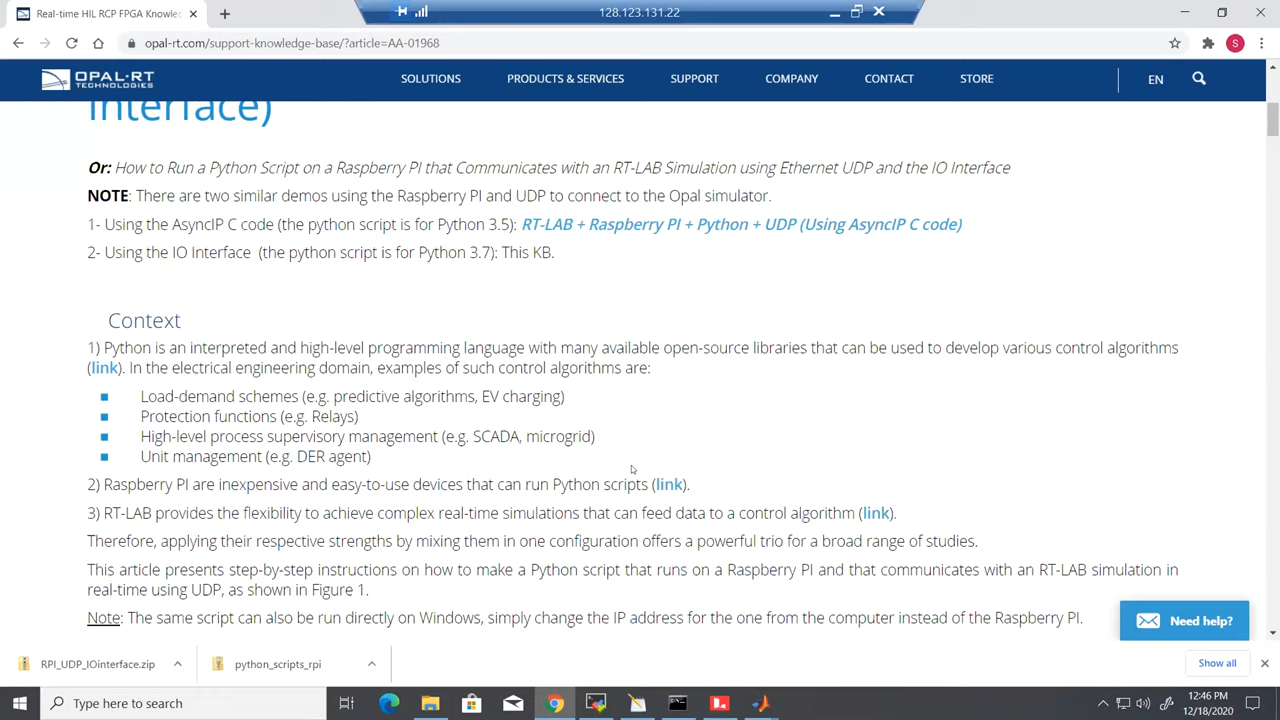 Real-time HIL RCP FPGA Knowle
128.123.131.22
opal-rt.com/support-knowledge-base/?article=AA-01968
S
OPAL-RT
TECHNOLOGIES
SOLUTIONS
PRODUCTS & SERVICES
SUPPORT
COMPANY
CONTACT
STORE
EN
Interface)
Or: How to Run a Python Script on a Raspberry PI that Communicates with an RT-LAB Simulation using Ethernet UDP and the IO Interface
NOTE: There are two similar demos using the Raspberry PI and UDP to connect to the Opal simulator.
1- Using the AsyncIP C code (the python script is for Python 3.5): RT-LAB + Raspberry PI + Python + UDP (Using AsyncIP C code)
2- Using the IO Interface (the python script is for Python 3.7): This KB.
Context
1) Python is an interpreted and high-level programming language with many available open-source libraries that can be used to develop various control algorithms
(link). In the electrical engineering domain, examples of such control algorithms are:
Load-demand schemes (e.g. predictive algorithms, EV charging)
Protection functions (e.g. Relays)
High-level process supervisory management (e.g. SCADA, microgrid)
Unit management (e.g. DER agent)
2) Raspberry PI are inexpensive and easy-to-use devices that can run Python scripts (link).
3) RT-LAB provides the flexibility to achieve complex real-time simulations that can feed data to a control algorithm (link).
Therefore, applying their respective strengths by mixing them in one configuration offers a powerful trio for a broad range of studies.
This article presents step-by-step instructions on how to make a Python script that runs on a Raspberry PI and that communicates with an RT-LAB simulation in
real-time using UDP, as shown in Figure 1.
Note: The same script can also be run directly on Windows, simply change the IP address for the one from the computer instead of the Raspberry PI.
Need help?
RPI_UDP_IOinterface.zip
python_scripts_rpi
Show all
Type here to search
12:46 PM
12/18/2020